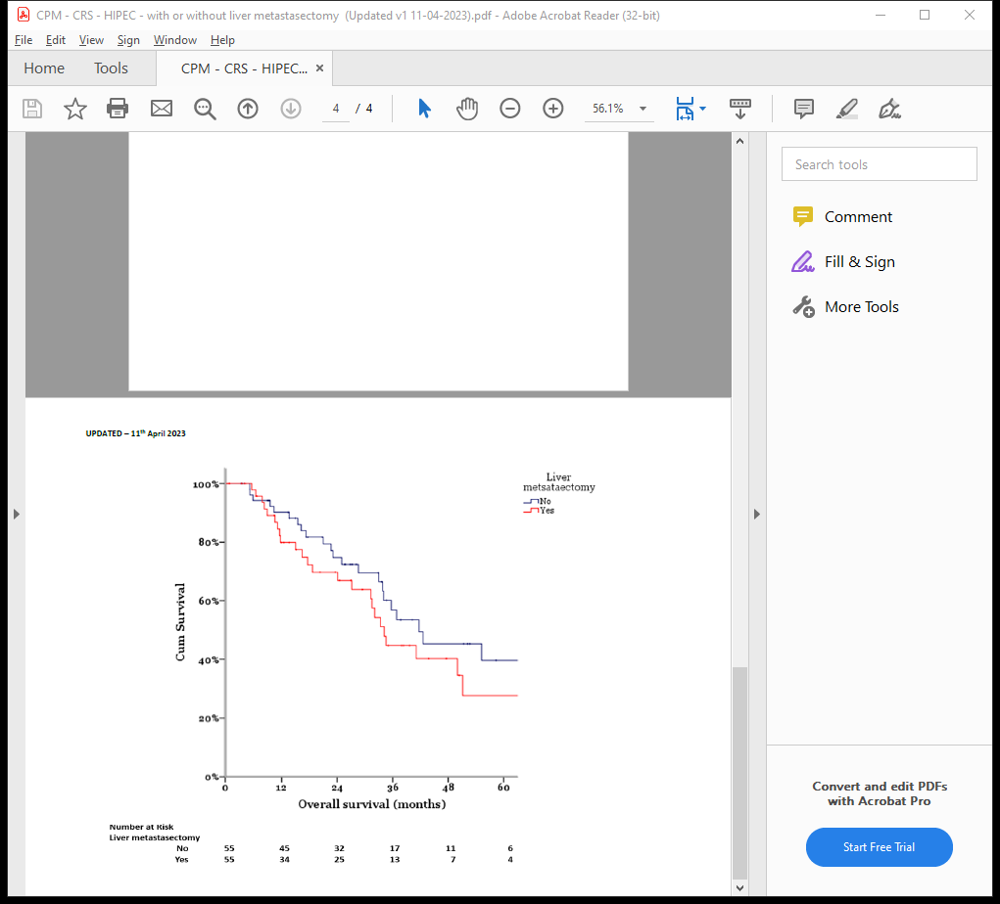 CPM - CRS - HIPEC - with or without liver metastasectomy (Updated v1 11-04-2023).pdf - Adobe Acrobat Reader (32-bit)
File Edit View Sign Window Help
Home Tools CPM - CRS - HIPEC... ×
4 / 4 56.1%
Search tools
Comment
Fill & Sign
More Tools
UPDATED – 11th April 2023
Liver
metsataectomy
No
Yes
100%
80%
60%
40%
20%
0%
Cum Survival
0 12 24 36 48 60
Overall survival (months)
Number at Risk
Liver metastasectomy
No 55 45 32 17 11 6
Yes 55 34 25 13 7 4
Convert and edit PDFs
with Acrobat Pro
Start Free Trial